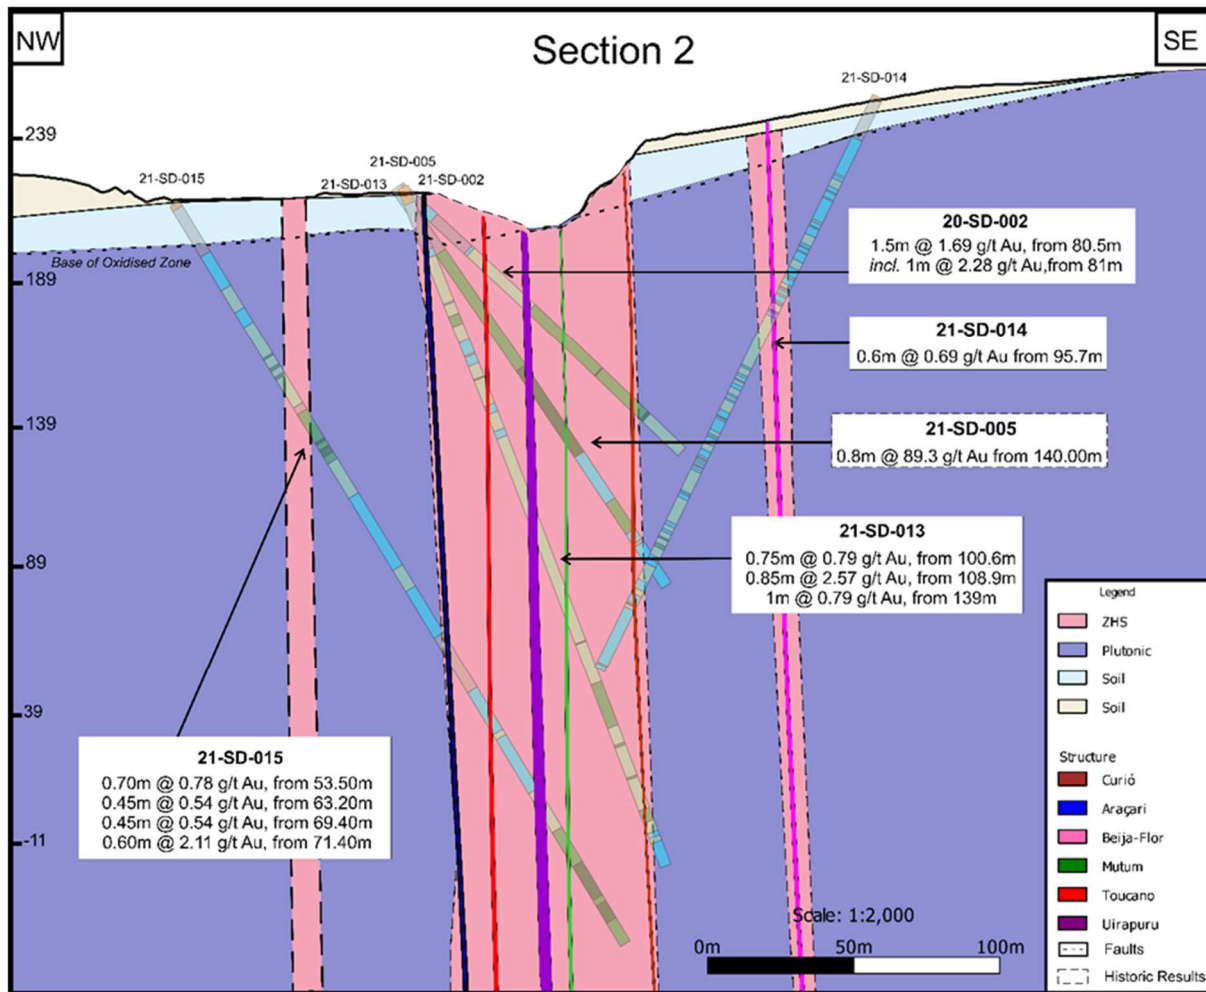 NW
Section 2
SE
21-SD-014
239
21-SD-005
21-SD-015
21-SD-013
21-SD-002
20-SD-002
1.5m @ 1.69 g/t Au, from 80.5m
incl. 1m @ 2.28 g/t Au,from 81m
Base of Oxidised Zone
189
21-SD-014
0.6m @ 0.69 g/t Au from 95.7m
139
21-SD-005
0.8m @ 89.3 g/t Au from 140.00m
21-SD-013
0.75m @ 0.79 g/t Au, from 100.6m
0.85m @ 2.57 g/t Au, from 108.9m
1m @ 0.79 g/t Au, from 139m
89
Legend
ZHS
Plutonic
Soil
Soil
39
21-SD-015
0.70m @ 0.78 g/t Au, from 53.50m
0.45m @ 0.54 g/t Au, from 63.20m
0.45m @ 0.54 g/t Au, from 69.40m
0.60m @ 2.11 g/t Au, from 71.40m
Structure
Curió
Araçari
Beija-Flor
Mutum
Toucano
Uirapuru
Faults
Historic Results
-11
Scale: 1:2,000
0m 50m 100m